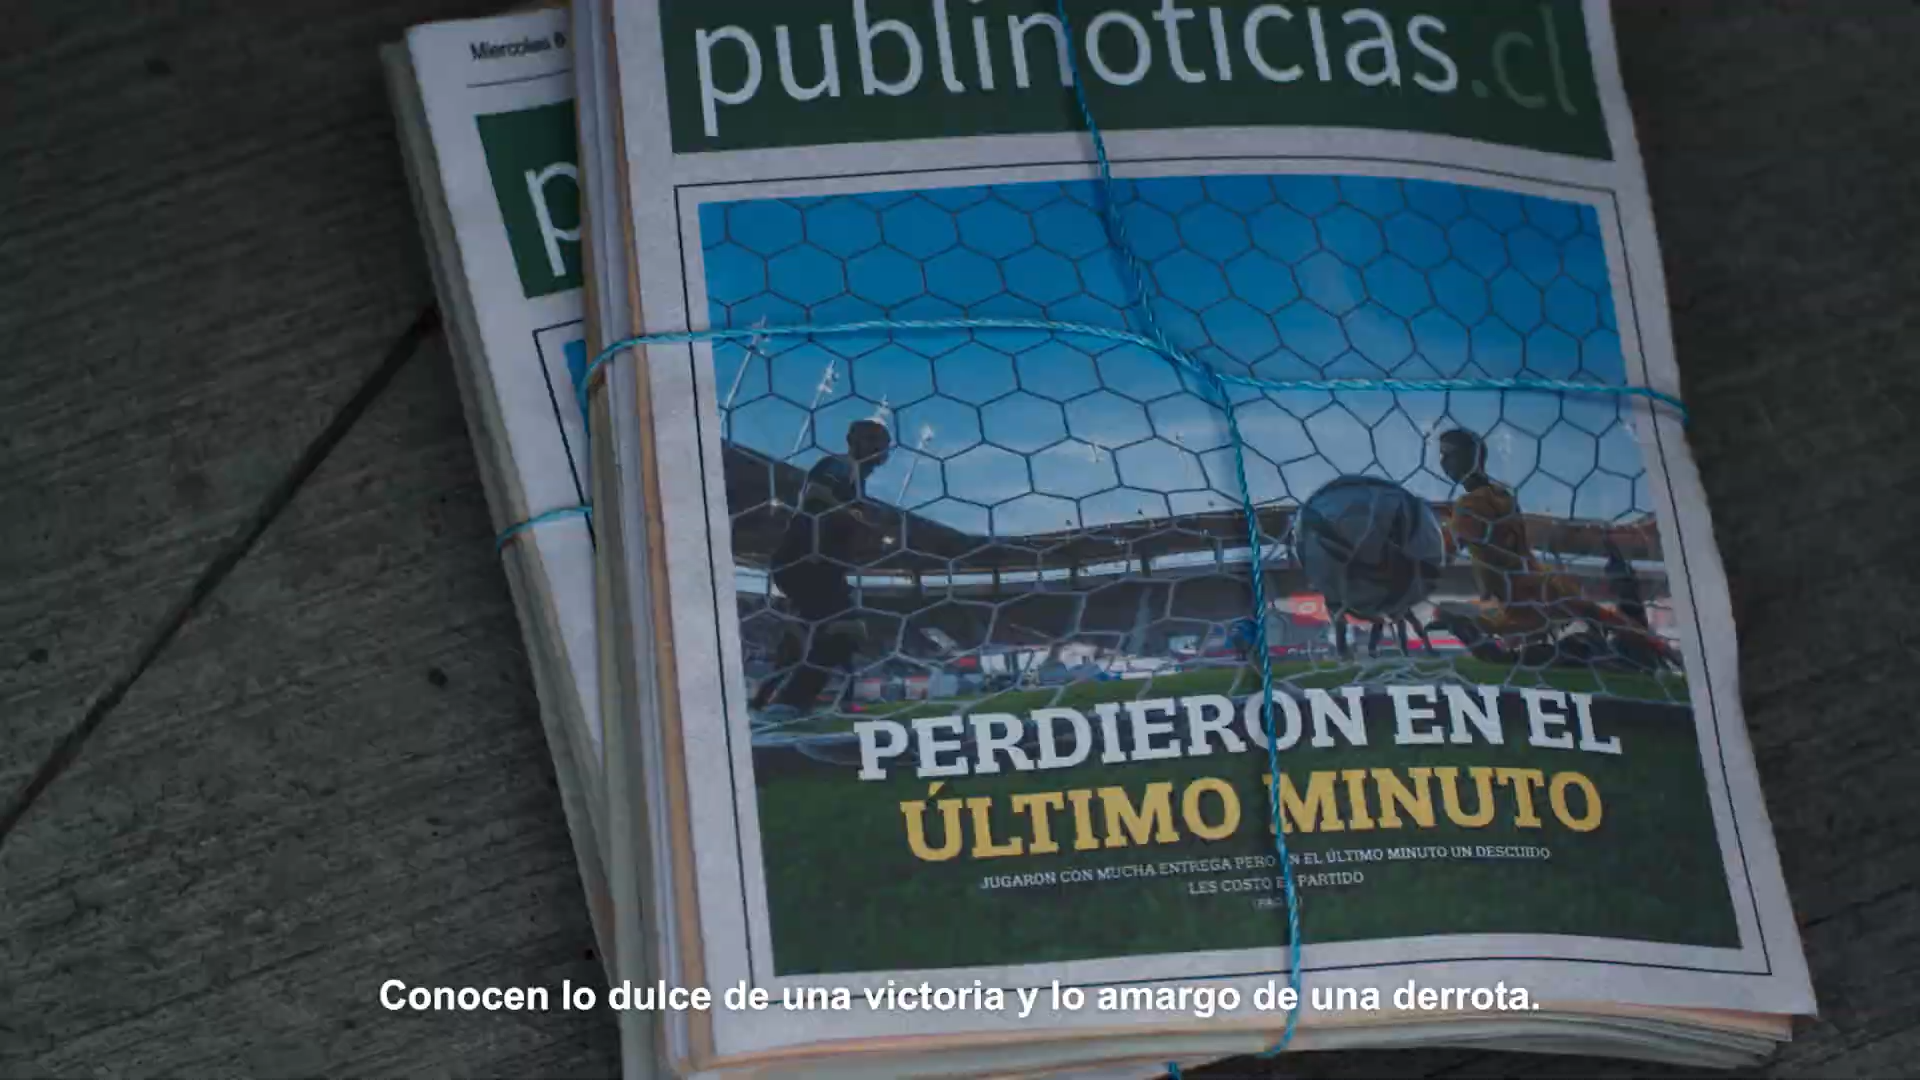 Miercoles 6
publinoticias.cl
p
PERDIERON EN EL
ÚLTIMO MINUTO
JUGARON CON MUCHA ENTREGA PERO EN EL ÚLTIMO MINUTO UN DESCUIDO
LES COSTO EL PARTIDO
Conocen lo dulce de una victoria y lo amargo de una derrota.